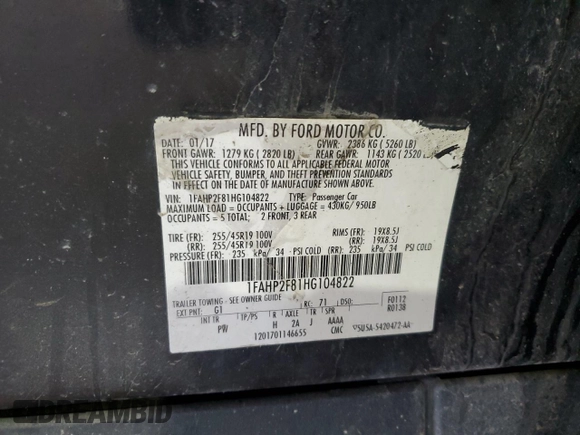 MFD. BY FORD MOTOR CO.
DATE: 01/17 GVWR: 2386 KG ( 5260 LB)
FRONT GAWR: 1279 KG ( 2820 LB) REAR GAWR: 1143 KG ( 2520 LB)
THIS VEHICLE CONFORMS TO ALL APPLICABLE FEDERAL MOTOR
VEHICLE SAFETY, BUMPER, AND THEFT PREVENTION STANDARDS
IN EFFECT ON THE DATE OF MANUFACTURE SHOWN ABOVE.
VIN: 1FAHP2F81HG104822 TYPE: Passenger Car
MAXIMUM LOAD = OCCUPANTS + LUGGAGE = 430KG/ 950LB
OCCUPANTS = 5 TOTAL: 2 FRONT, 3 REAR
TIRE (FR): 255/45R19 100V RIMS (FR): 19X8.5J
(RR): 255/45R19 100V (RR): 19X8.5J
PRESSURE (FR): 235 kPa/ 34 PSI COLD (RR): 235 kPa/ 34 PSI COLD
1FAHP2F81HG104822
TRAILER TOWING - SEE OWNER GUIDE RC: 71 DSO: F0112
EXT PNT: G1 R0138
INT TR TP/PS R AXLE TR SPR
PW H 2A J AAAA
1201701146655 CMC 5U5A-5420472-AA
DREAMBID